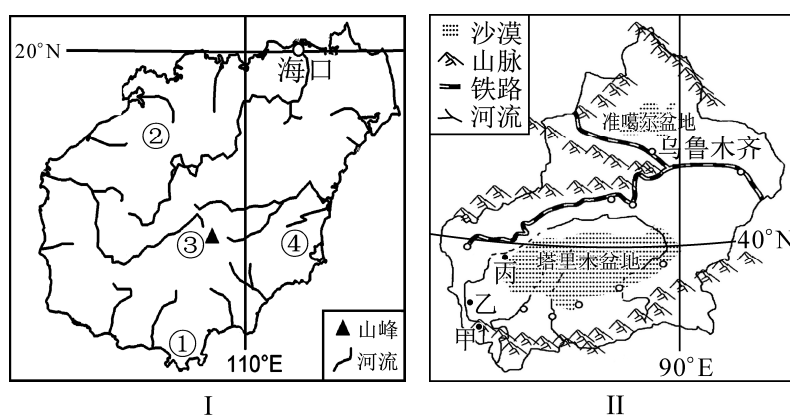 20°N
海口
②
③
④
①
110°E
山峰
河流
I
沙漠
山脉
铁路
河流
准噶尔盆地
乌鲁木齐
40°N
塔里木盆地
丙
乙
甲
90°E
II